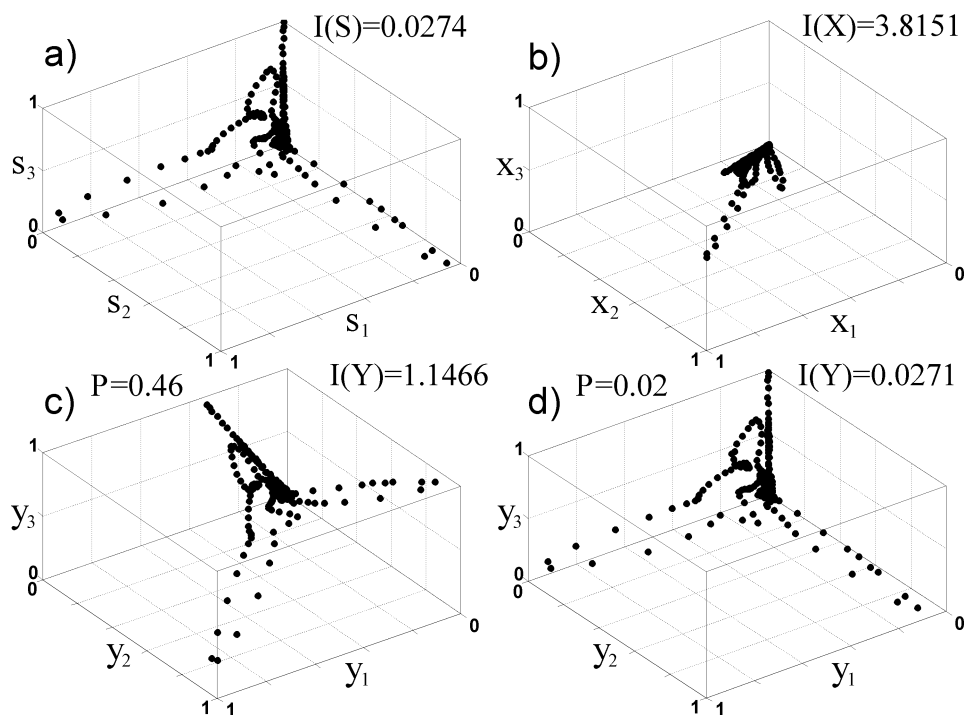 a)
I(S)=0.0274
1
s3
0
0
s2
1
1
s1
0
b)
I(X)=3.8151
1
x3
0
0
x2
1
1
x1
0
c)
P=0.46
I(Y)=1.1466
1
y3
0
0
y2
1
1
y1
0
d)
P=0.02
I(Y)=0.0271
1
y3
0
0
y2
1
1
y1
0